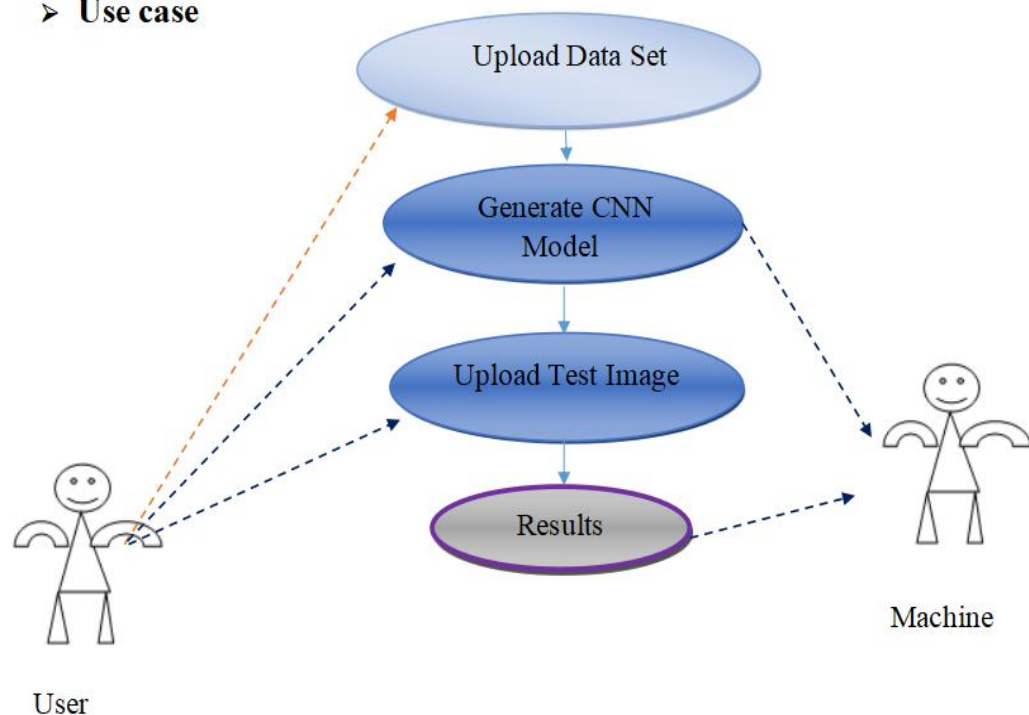 ➢ Use case
Upload Data Set
Generate CNN
Model
Upload Test Image
Results
Machine
User